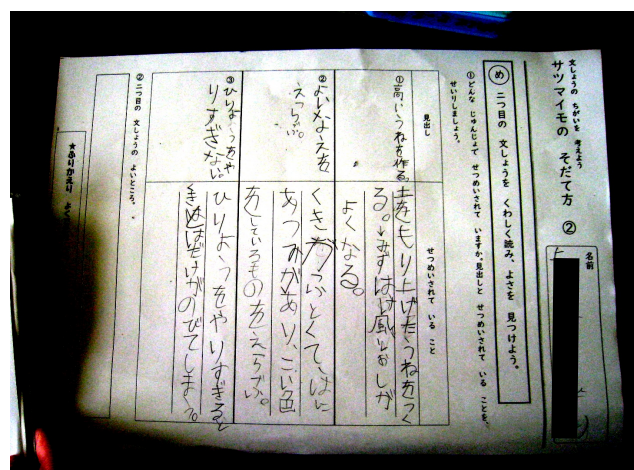 文しょうの ちがいを 考えよう
サツマイモの そだて方 ②
名前
め 二つ目の 文しょうを くわしく読み、よさを 見つけよう。
① どんな じゅんじょで せつめいされて いますか。見出しと せつめいされて いる ことを、
せいりしましょう。
見出し
せつめいされて いる こと
① 高いうねを作る。
土をもり上げたうねをつく
る。みずはけ、風とおしが
よくなる。
② よいなえを
えらぶ。
くきがふとくて、はに
あつみがあり、こい色
をしているものをえらぶ。
③ ひりょうをや
りすぎない
ひりょうをやりすぎると
はだけがのびてしまう。
② 二つ目の 文しょうの よいところ。
★ふりかえり